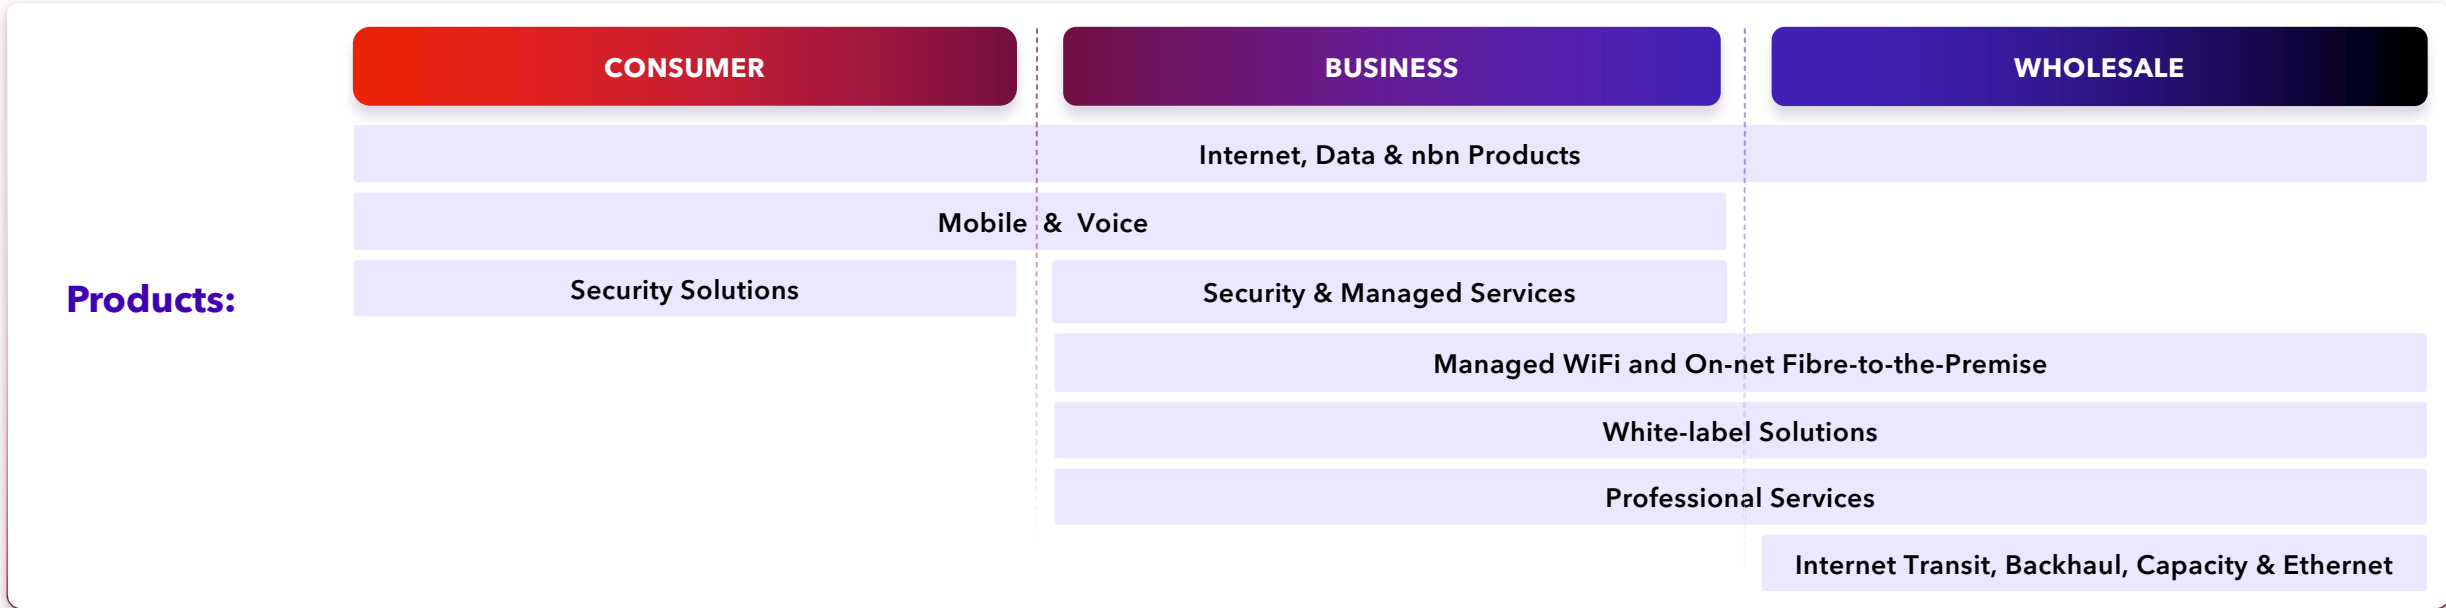 CONSUMER
BUSINESS
WHOLESALE
Internet, Data & nbn Products
Mobile & Voice
Products:
Security Solutions
Security & Managed Services
Managed WiFi and On-net Fibre-to-the-Premise
White-label Solutions
Professional Services
Internet Transit, Backhaul, Capacity & Ethernet